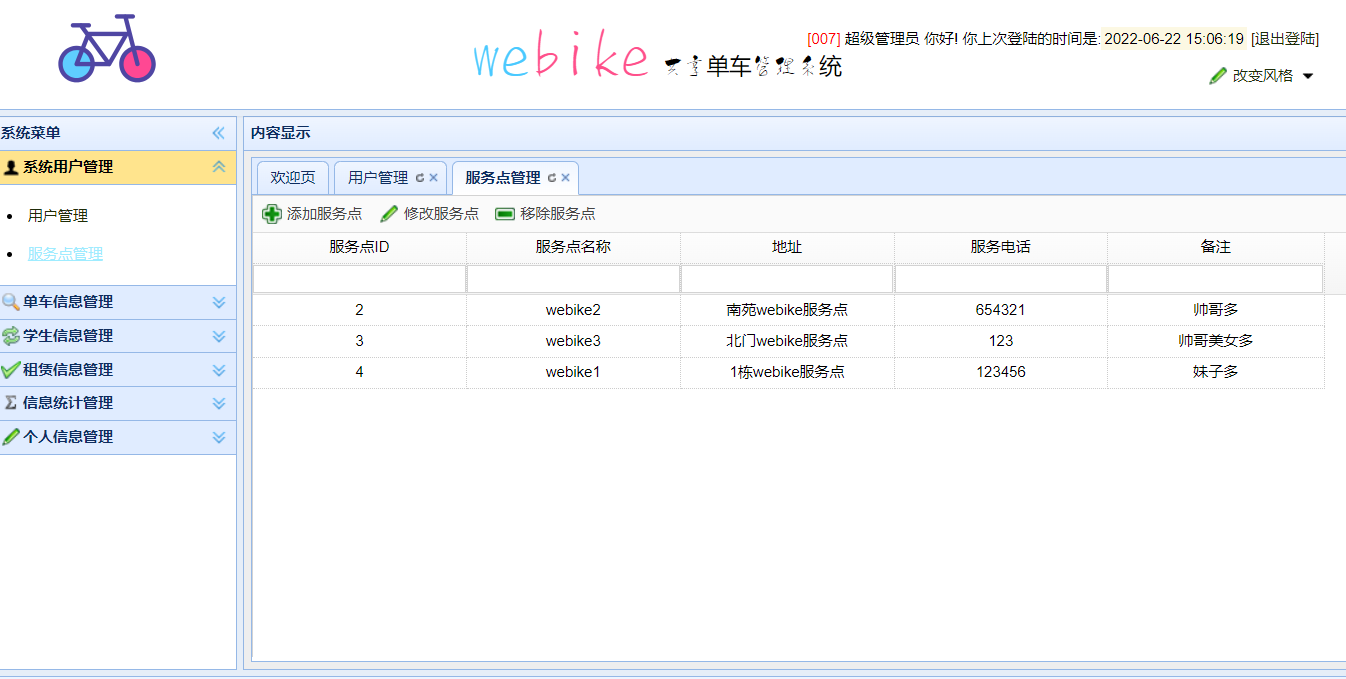 webike 共享单车管理系统
[007] 超级管理员 你好! 你上次登陆的时间是: 2022-06-22 15:06:19 [退出登陆]
改变风格
系统菜单
系统用户管理
用户管理
服务点管理
单车信息管理
学生信息管理
租赁信息管理
信息统计管理
个人信息管理
内容显示
欢迎页 用户管理 服务点管理
添加服务点 修改服务点 移除服务点
服务点ID 服务点名称 地址 服务电话 备注
2 webike2 南苑webike服务点 654321 帅哥多
3 webike3 北门webike服务点 123 帅哥美女多
4 webike1 1栋webike服务点 123456 妹子多